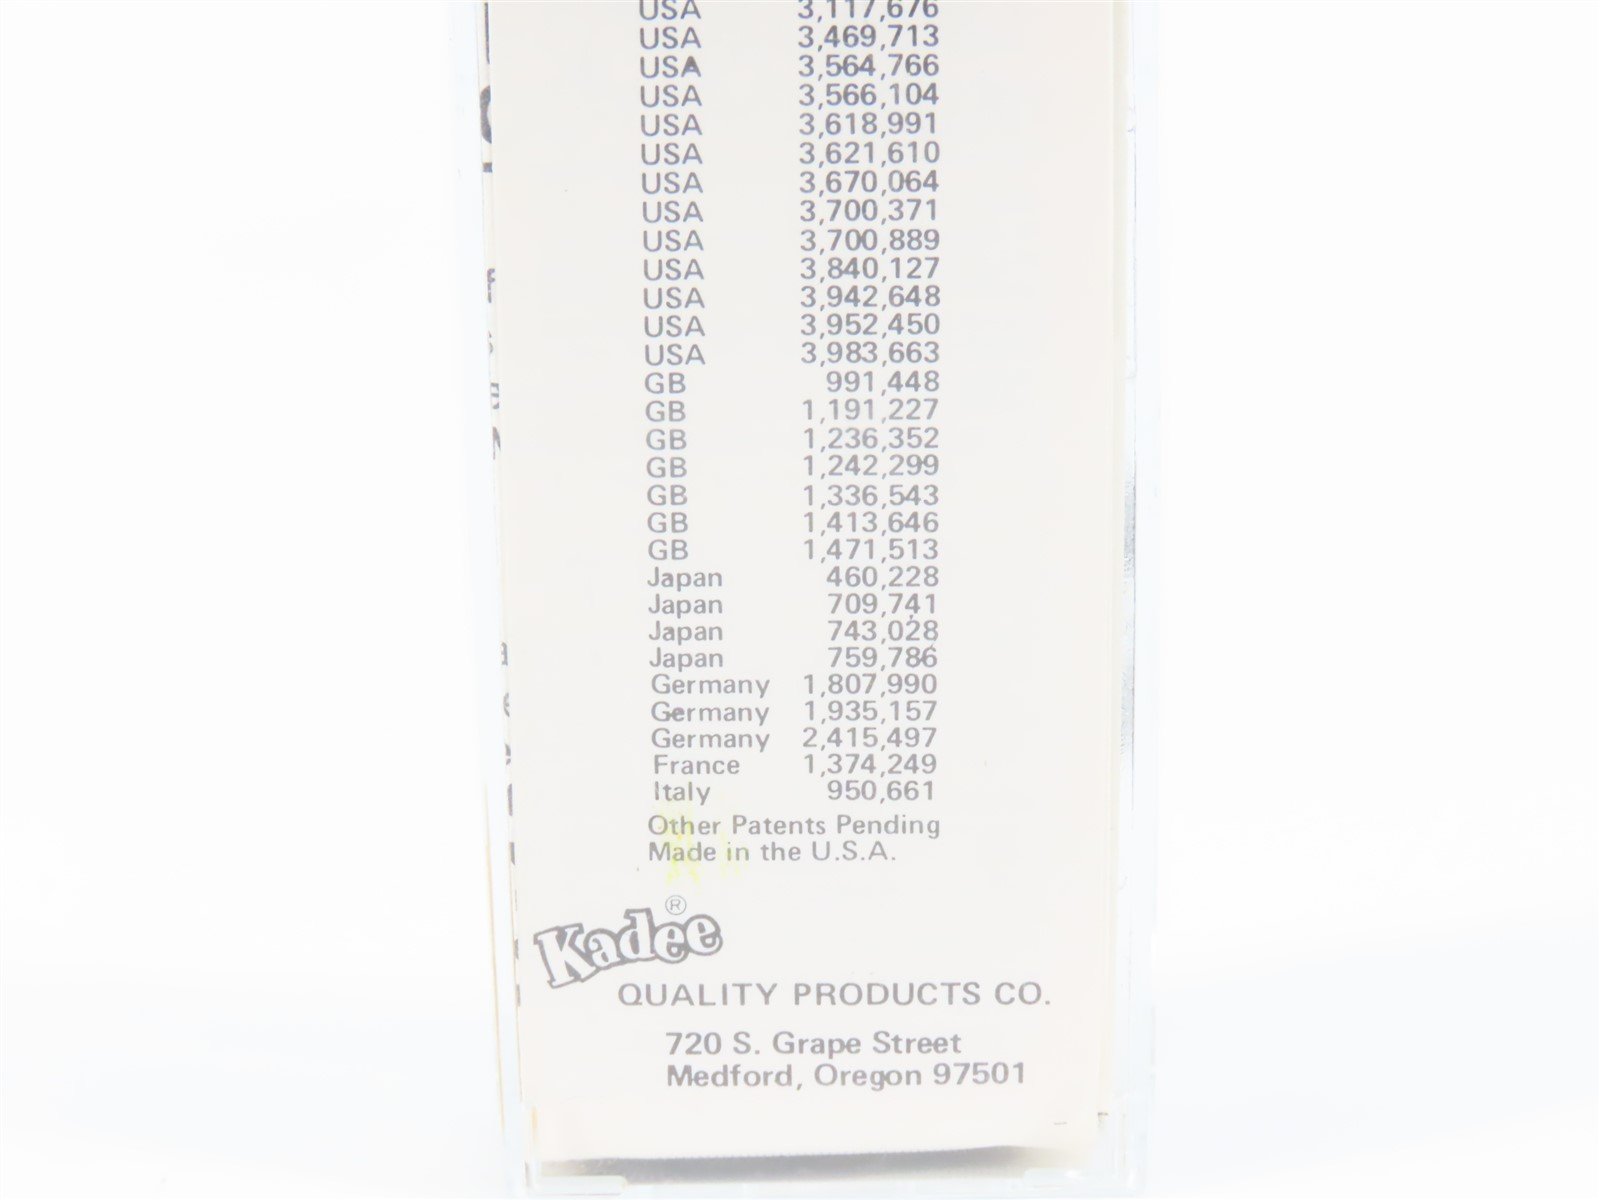 USA 3,117,676
USA 3,469,713
USA 3,564,766
USA 3,566,104
USA 3,618,991
USA 3,621,610
USA 3,670,064
USA 3,700,371
USA 3,700,889
USA 3,840,127
USA 3,942,648
USA 3,952,450
USA 3,983,663
GB 991,448
GB 1,191,227
GB 1,236,352
GB 1,242,299
GB 1,336,543
GB 1,413,646
GB 1,471,513
Japan 460,228
Japan 709,741
Japan 743,028
Japan 759,786
Germany 1,807,990
Germany 1,935,157
Germany 2,415,497
France 1,374,249
Italy 950,661
Other Patents Pending
Made in the U.S.A.
Kadee ®
QUALITY PRODUCTS CO.
720 S. Grape Street
Medford, Oregon 97501